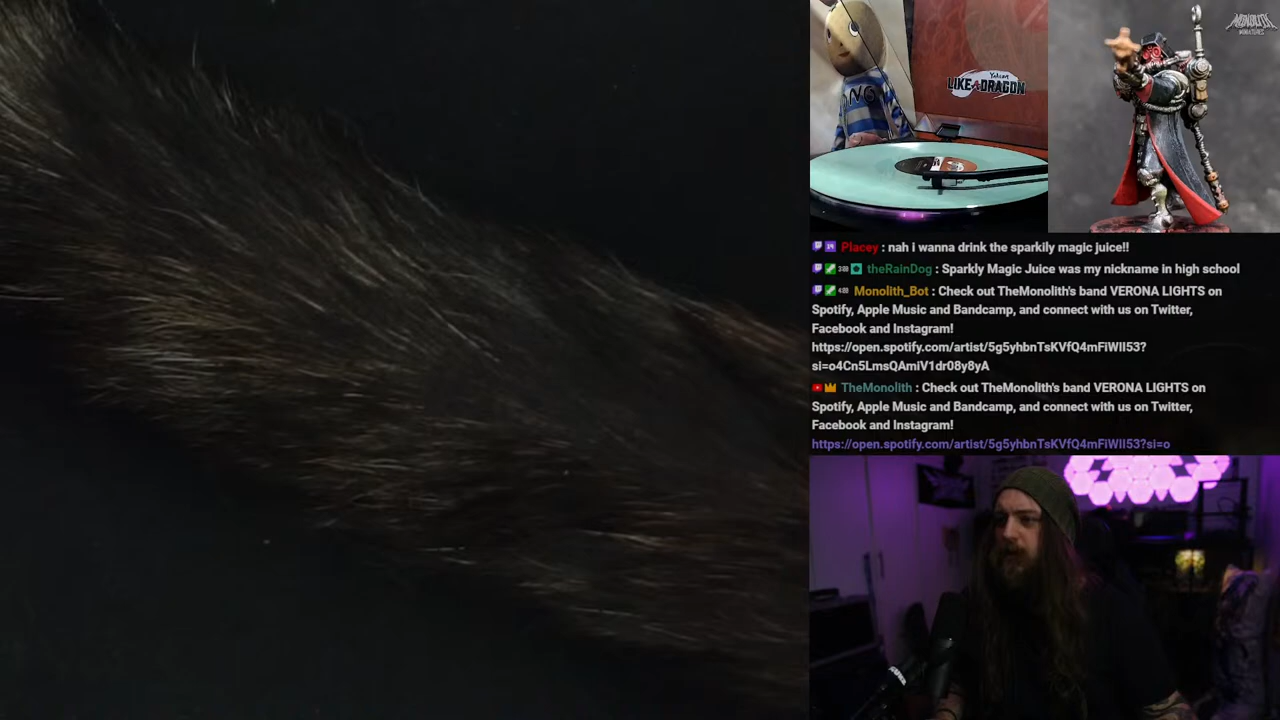 Yakuza
LIKE A DRAGON
MONOLITH
MINIATURES
Placey : nah i wanna drink the sparkily magic juice!!
theRainDog : Sparkly Magic Juice was my nickname in high school
Monolith_Bot : Check out TheMonolith's band VERONA LIGHTS on
Spotify, Apple Music and Bandcamp, and connect with us on Twitter,
Facebook and Instagram!
https://open.spotify.com/artist/5g5yhbnTsKVfQ4mFiWIl53?
si=o4Cn5LmsQAmiV1dr08y8yA
TheMonolith : Check out TheMonolith's band VERONA LIGHTS on
Spotify, Apple Music and Bandcamp, and connect with us on Twitter,
Facebook and Instagram!
https://open.spotify.com/artist/5g5yhbnTsKVfQ4mFiWIl53?si=o